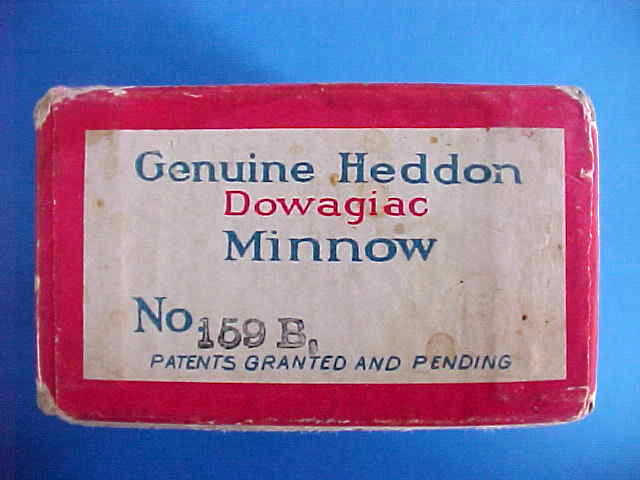 Genuine Heddon
Dowagiac
Minnow
No 159 B,
PATENTS GRANTED AND PENDING